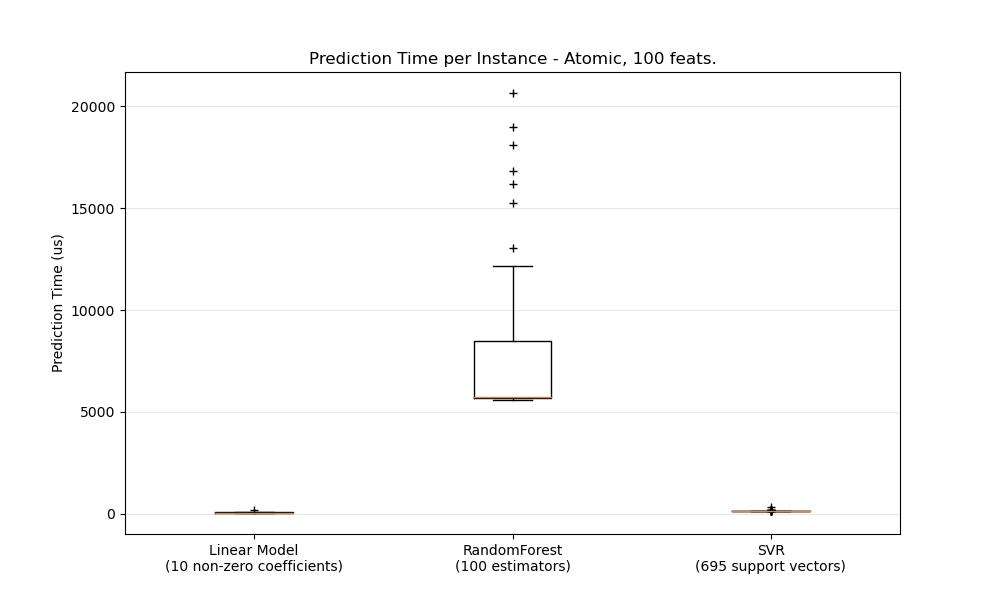 Prediction Time per Instance - Atomic, 100 feats.
Prediction Time (us)
20000
15000
10000
5000
0
Linear Model
(10 non-zero coefficients)
RandomForest
(100 estimators)
SVR
(695 support vectors)